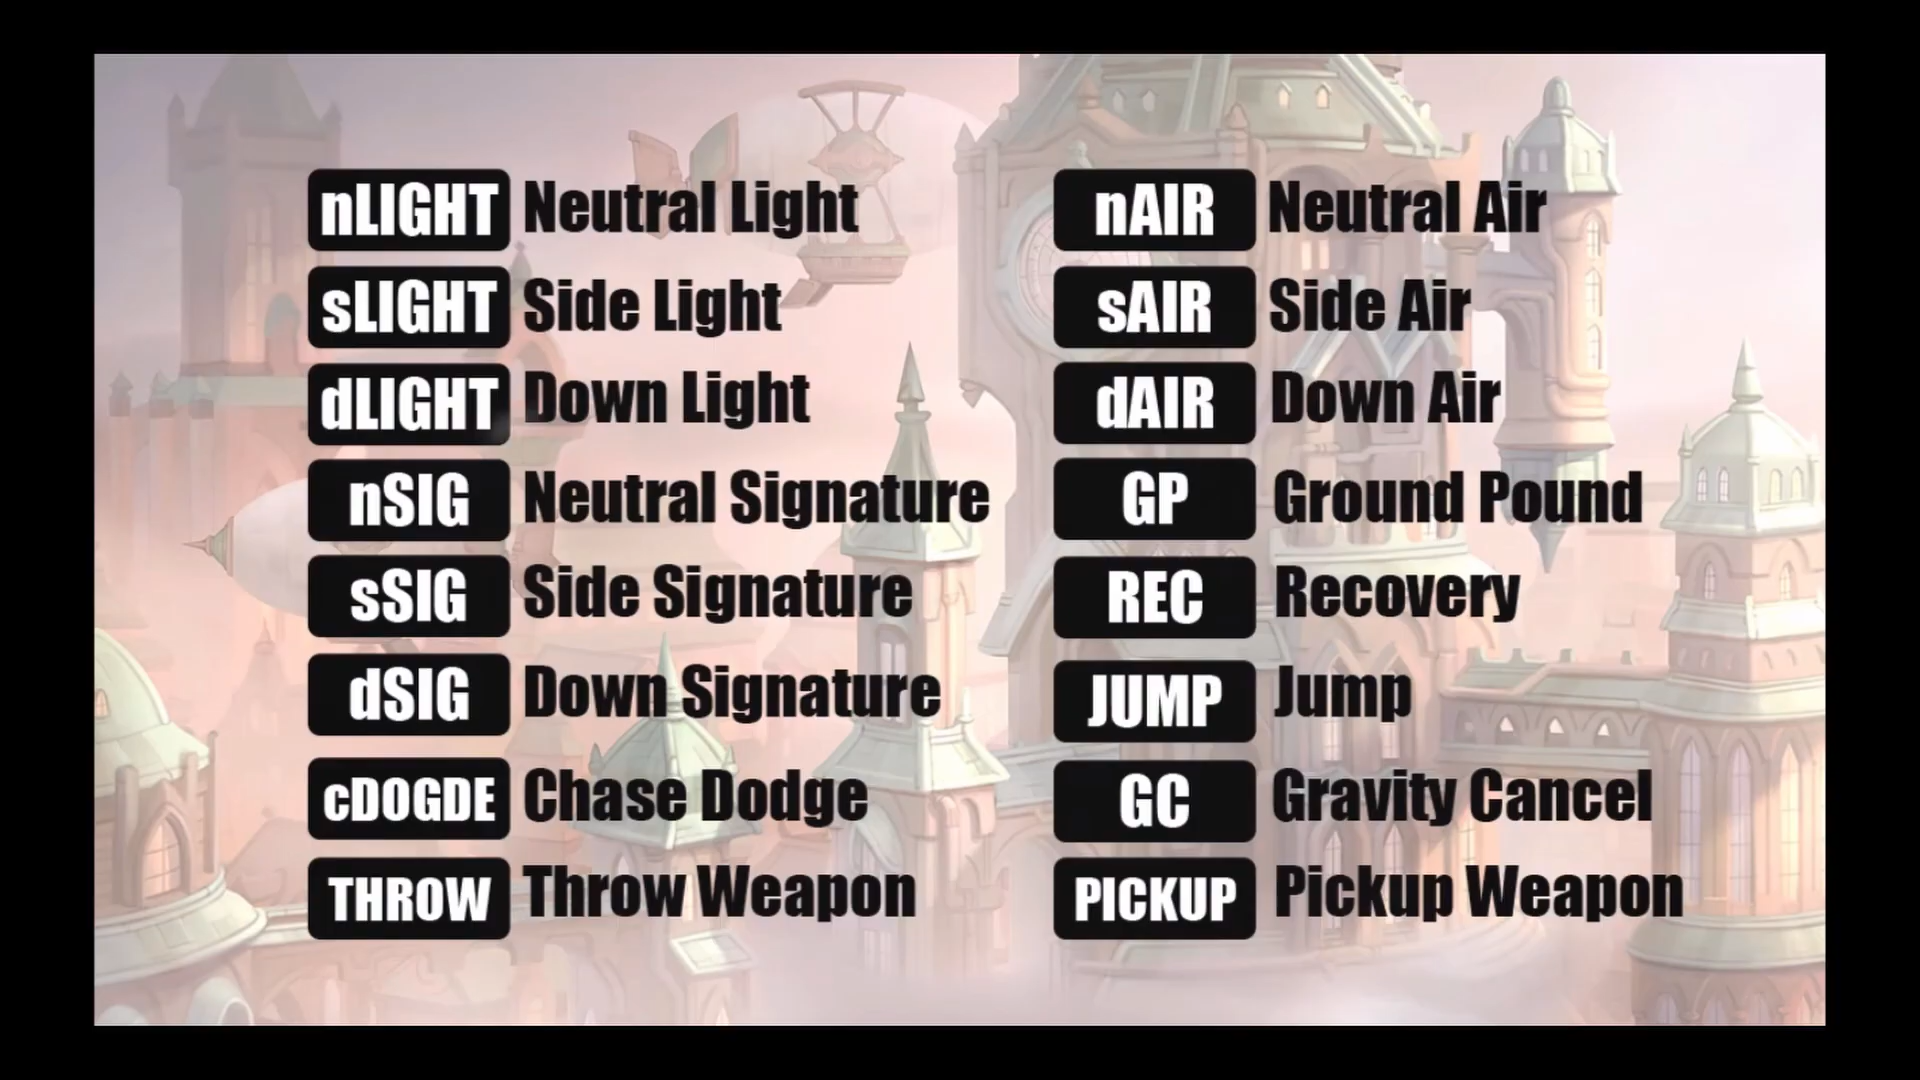 nLIGHT Neutral Light
sLIGHT Side Light
dLIGHT Down Light
nSIG Neutral Signature
sSIG Side Signature
dSIG Down Signature
cDOGDE Chase Dodge
THROW Throw Weapon
nAIR Neutral Air
sAIR Side Air
dAIR Down Air
GP Ground Pound
REC Recovery
JUMP Jump
GC Gravity Cancel
PICKUP Pickup Weapon